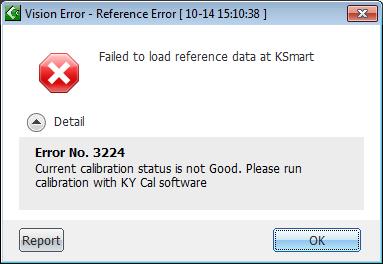 Vision Error - Reference Error [ 10-14 15:10:38 ]
Failed to load reference data at KSmart
Detail
Error No. 3224
Current calibration status is not Good. Please run
calibration with KY Cal software
Report
OK